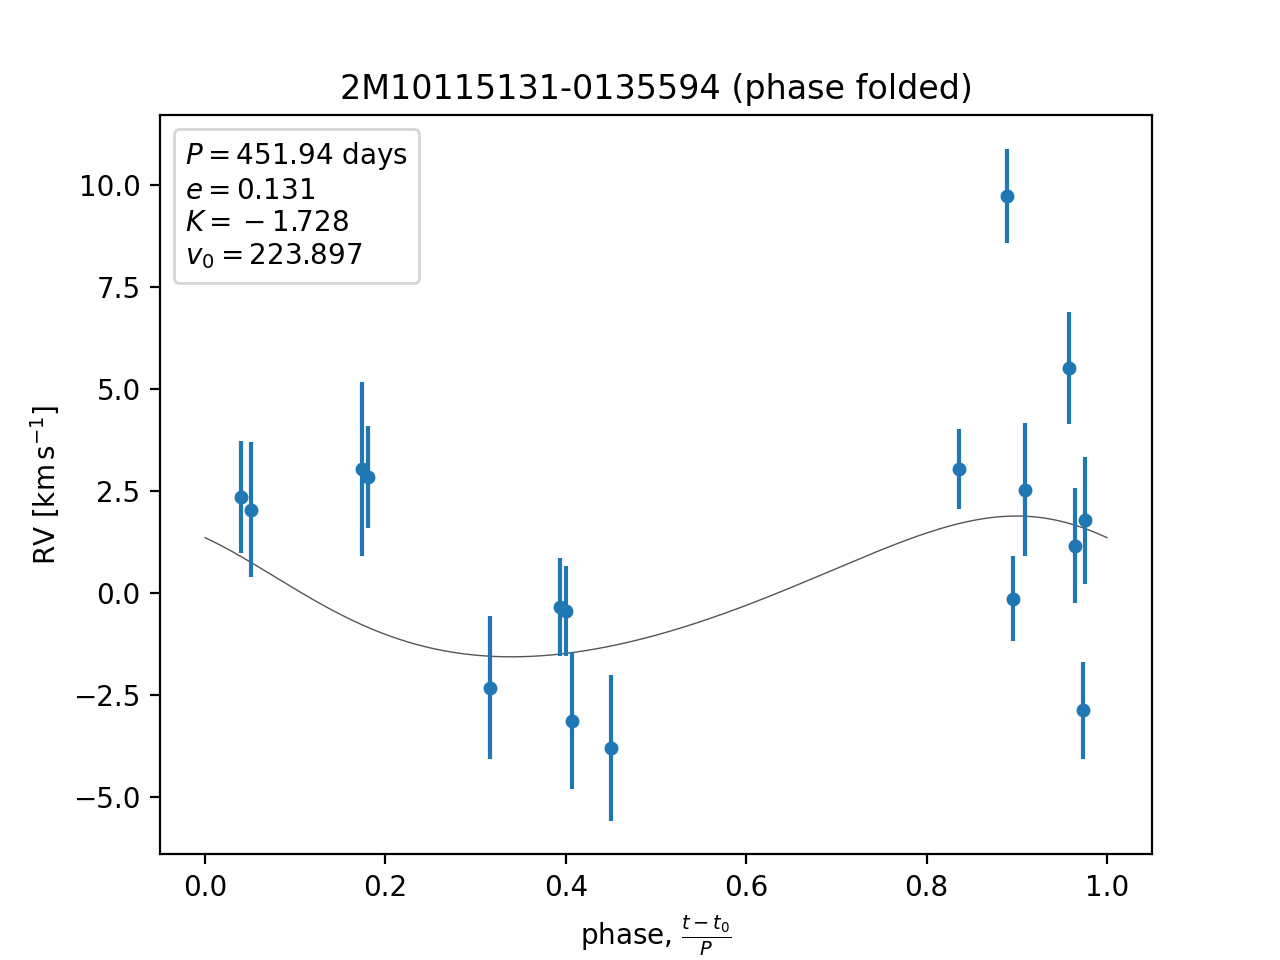 2M10115131-0135594 (phase folded)
P = 451.94 days
e = 0.131
K = −1.728
v₀ = 223.897
10.0
7.5
5.0
2.5
0.0
−2.5
−5.0
RV [km s⁻¹]
0.0 0.2 0.4 0.6 0.8 1.0
phase, (t − t₀)/P